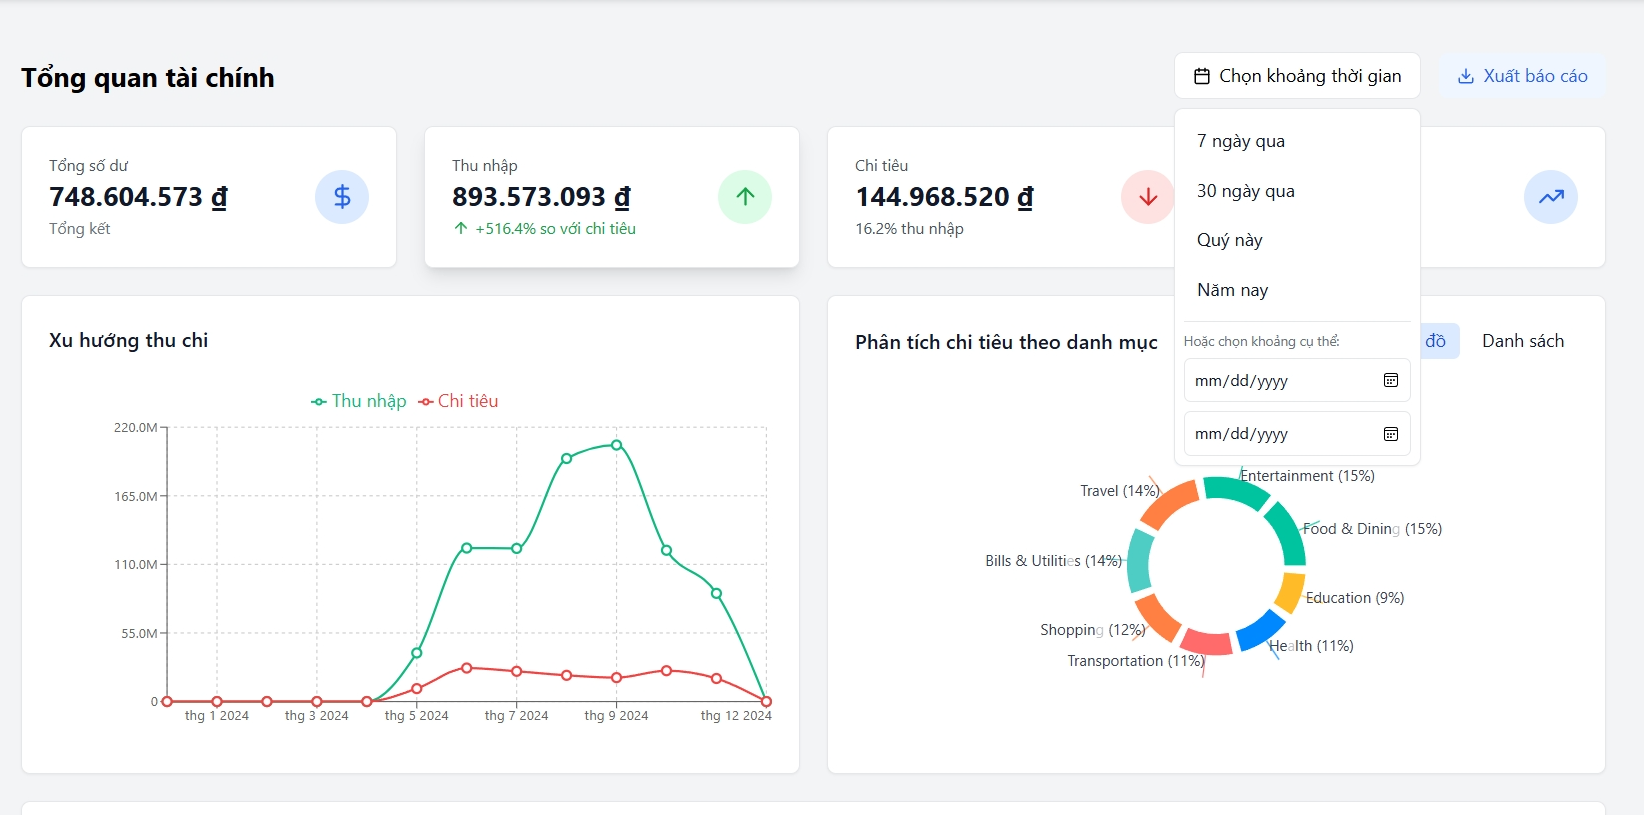 Tổng quan tài chính
Chọn khoảng thời gian
Xuất báo cáo
7 ngày qua
30 ngày qua
Quý này
Năm nay
Hoặc chọn khoảng cụ thể:
mm/dd/yyyy
mm/dd/yyyy
Tổng số dư
748.604.573 ₫
Tổng kết
Thu nhập
893.573.093 ₫
+516.4% so với chi tiêu
Chi tiêu
144.968.520 ₫
16.2% thu nhập
Xu hướng thu chi
Thu nhập
Chi tiêu
220.0M
165.0M
110.0M
55.0M
0
thg 1 2024
thg 3 2024
thg 5 2024
thg 7 2024
thg 9 2024
thg 12 2024
Phân tích chi tiêu theo danh mục
đồ
Danh sách
Entertainment (15%)
Travel (14%)
Food & Dining (15%)
Bills & Utilities (14%)
Education (9%)
Shopping (12%)
Health (11%)
Transportation (11%)